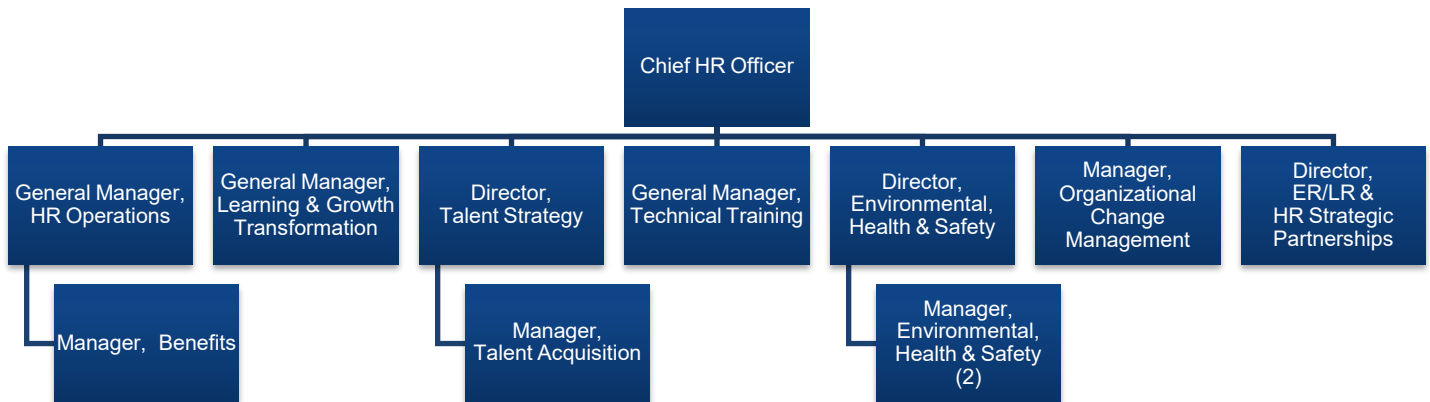 Chief HR Officer
General Manager,
HR Operations
General Manager,
Learning & Growth
Transformation
Director,
Talent Strategy
General Manager,
Technical Training
Director,
Environmental,
Health & Safety
Manager,
Organizational
Change
Management
Director,
ER/LR &
HR Strategic
Partnerships
Manager, Benefits
Manager,
Talent Acquisition
Manager,
Environmental,
Health & Safety
(2)